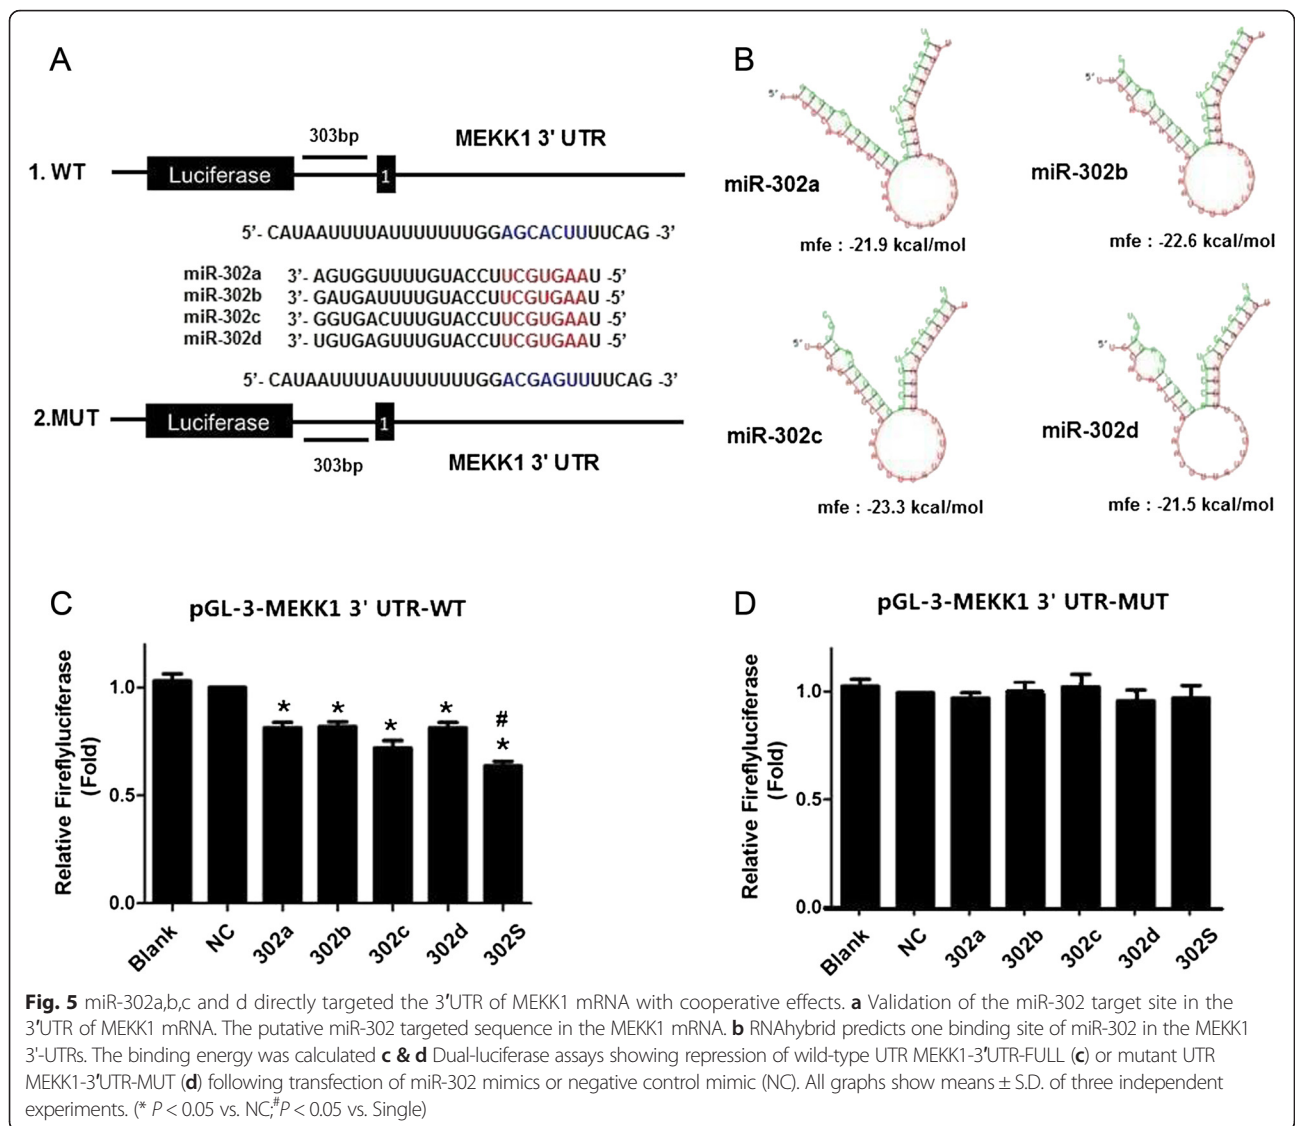 A
303bp
MEKK1 3' UTR
1. WT
Luciferase
1
5'- CAUAAUUUUAUUUUUUUGGAGCACUUUUCAG -3'
miR-302a 3'- AGUGGUUUUGUACCUUCGUGAAU -5'
miR-302b 3'- GAUGAUUUUGUACCUUCGUGAAU -5'
miR-302c 3'- GGUGACUUUGUACCUUCGUGAAU -5'
miR-302d 3'- UGUGAGUUUGUACCUUCGUGAAU -5'
5'- CAUAAUUUUAUUUUUUUGGACGAGUUUUCAG -3'
2.MUT
Luciferase
1
303bp
MEKK1 3' UTR
B
5'
miR-302a
mfe : -21.9 kcal/mol
5'
miR-302b
mfe : -22.6 kcal/mol
5'
miR-302c
mfe : -23.3 kcal/mol
5'
miR-302d
mfe : -21.5 kcal/mol
C
pGL-3-MEKK1 3' UTR-WT
Relative Fireflyluciferase
(Fold)
1.0
0.5
0.0
* * * * # *
Blank NC 302a 302b 302c 302d 302S
D
pGL-3-MEKK1 3' UTR-MUT
Relative Fireflyluciferase
(Fold)
1.0
0.5
0.0
Blank NC 302a 302b 302c 302d 302S
Fig. 5 miR-302a,b,c and d directly targeted the 3′UTR of MEKK1 mRNA with cooperative effects. a Validation of the miR-302 target site in the
3′UTR of MEKK1 mRNA. The putative miR-302 targeted sequence in the MEKK1 mRNA. b RNAhybrid predicts one binding site of miR-302 in the MEKK1
3'-UTRs. The binding energy was calculated c & d Dual-luciferase assays showing repression of wild-type UTR MEKK1-3′UTR-FULL (c) or mutant UTR
MEKK1-3′UTR-MUT (d) following transfection of miR-302 mimics or negative control mimic (NC). All graphs show means ± S.D. of three independent
experiments. (* P < 0.05 vs. NC;#P < 0.05 vs. Single)